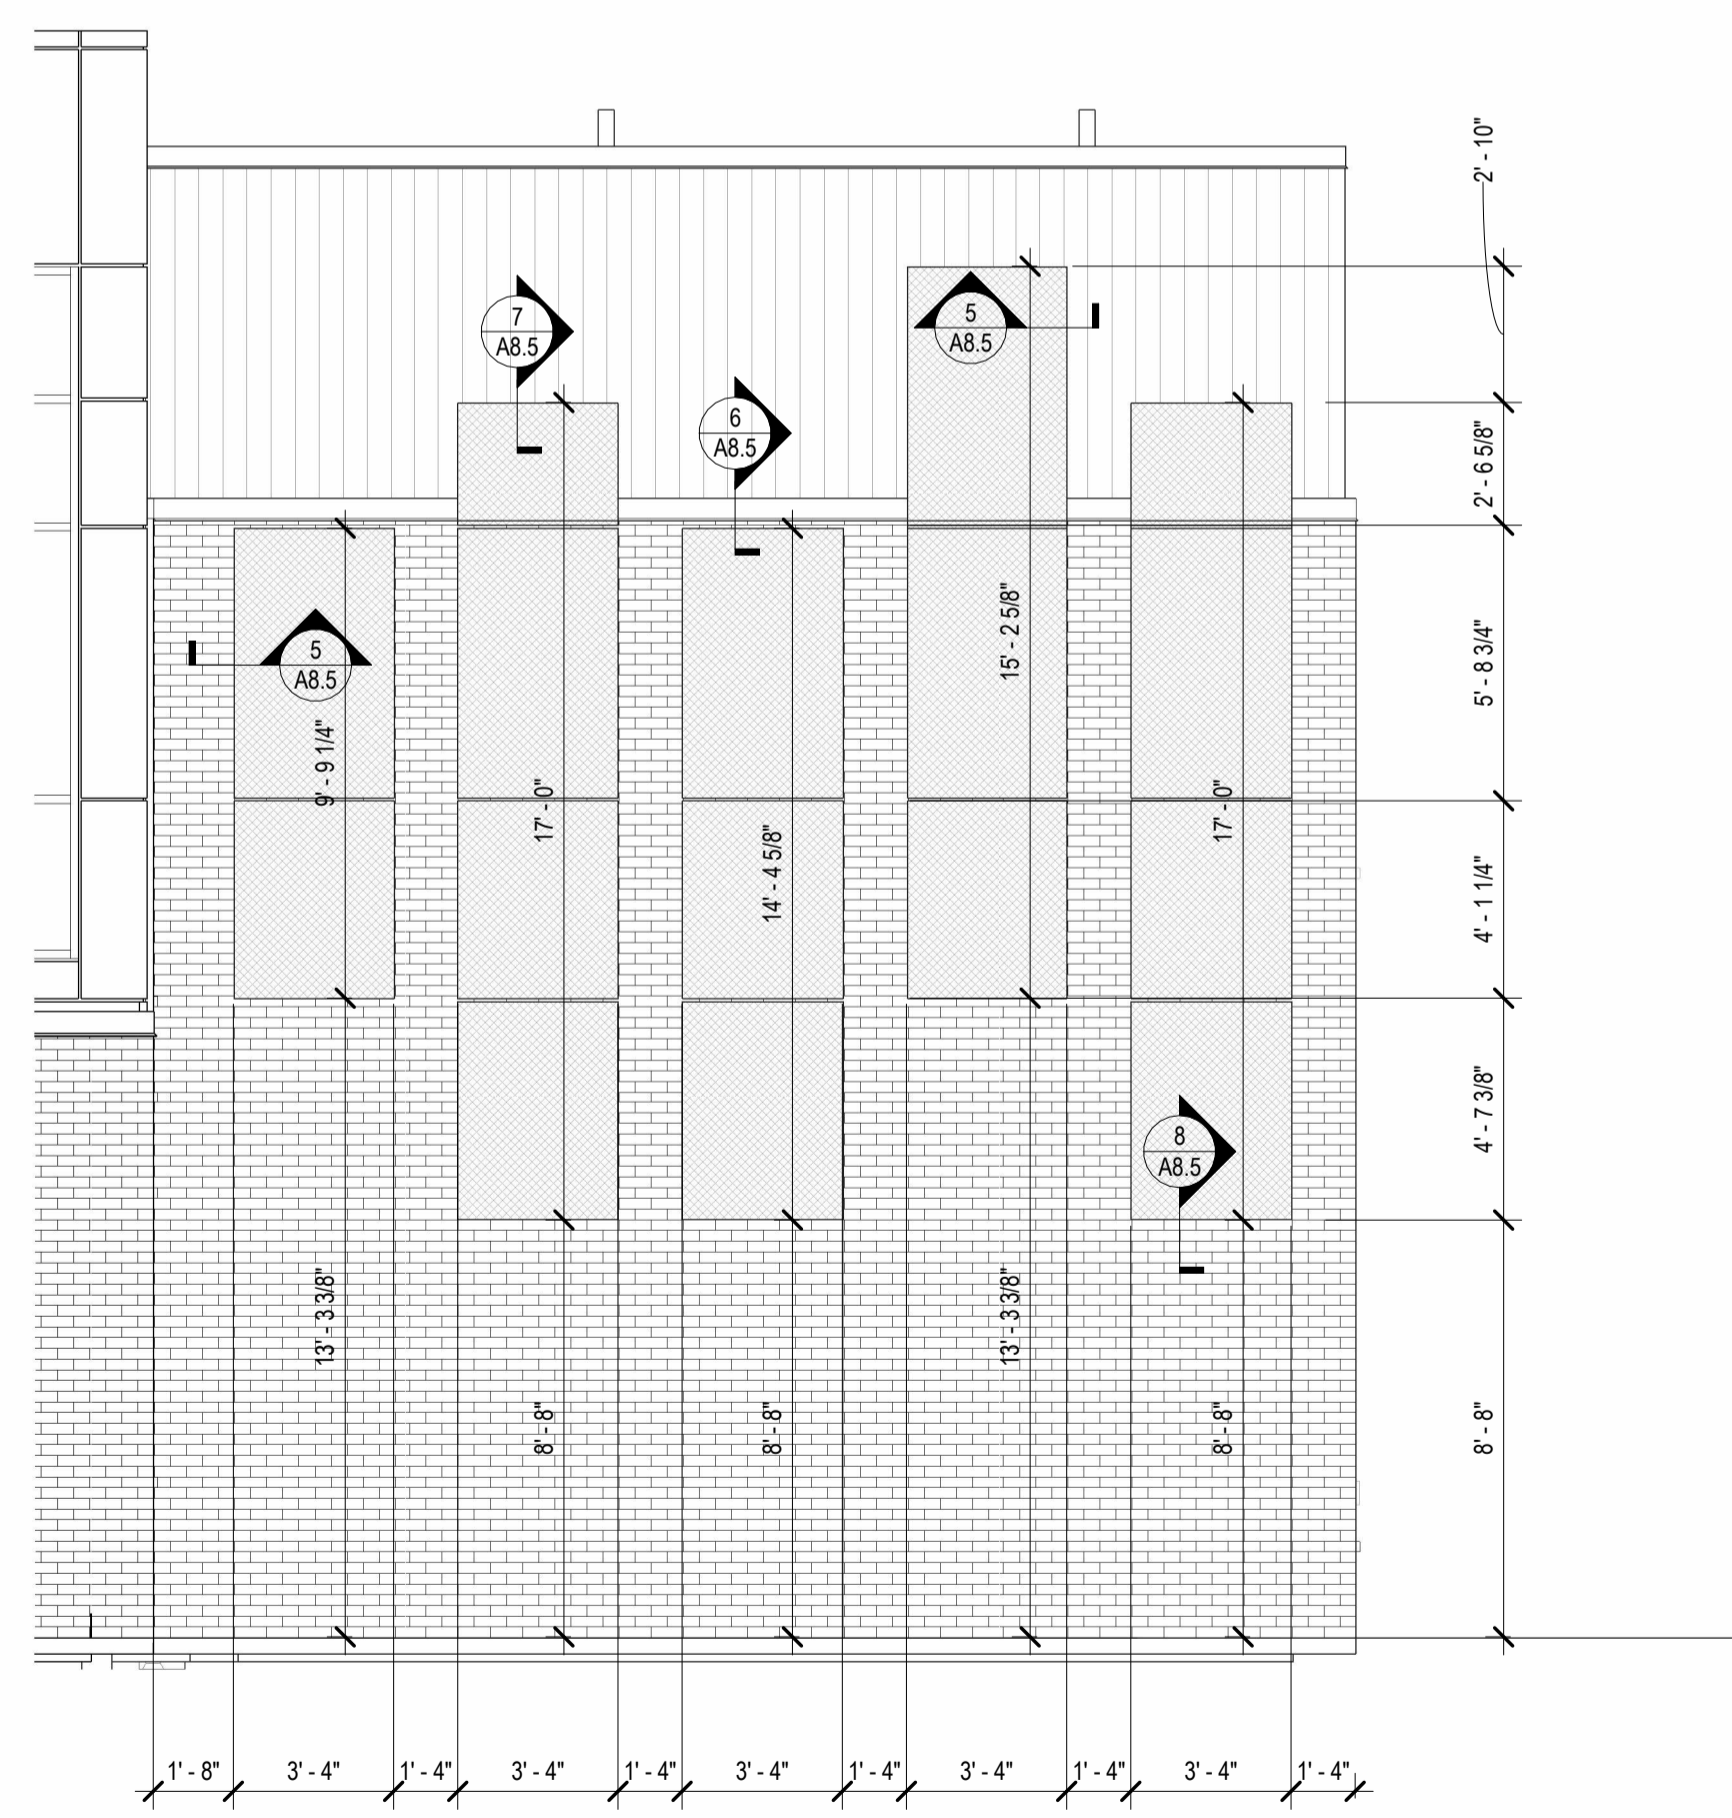 2' - 10"
7
A8.5
5
A8.5
6
A8.5
2' - 6 5/8"
5
A8.5
15' - 2 5/8"
5' - 8 3/4"
9' - 9 1/4"
17' - 0"
14' - 4 5/8"
17' - 0"
4' - 1 1/4"
8
A8.5
4' - 7 3/8"
13' - 3 3/8"
13' - 3 3/8"
8' - 8"
8' - 8"
8' - 8"
8' - 8"
1' - 8" 3' - 4" 1' - 4" 3' - 4" 1' - 4" 3' - 4" 1' - 4" 3' - 4" 1' - 4" 3' - 4" 1' - 4"